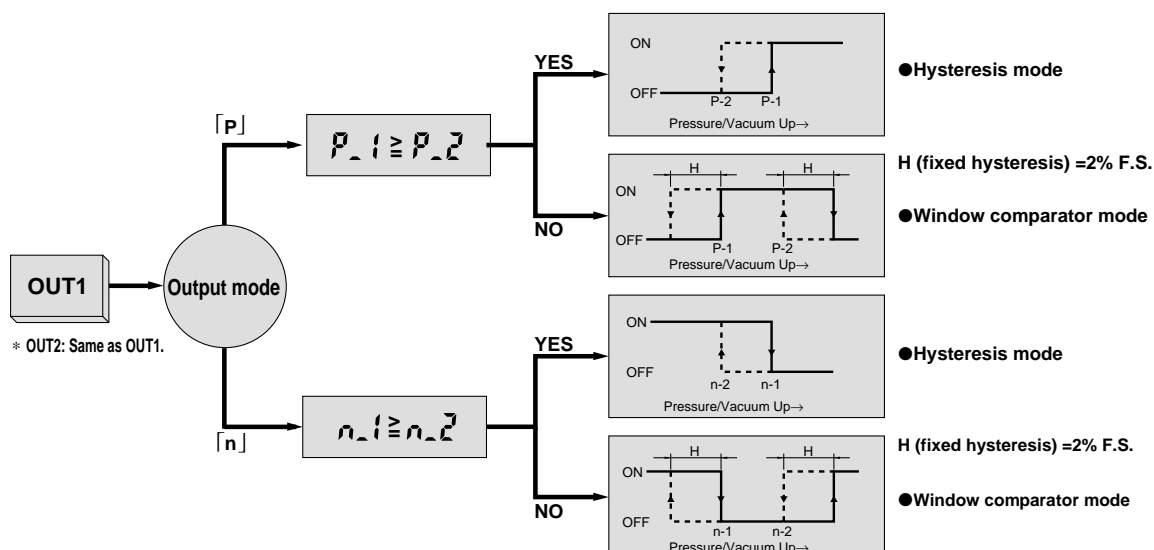 OUT1
* OUT2: Same as OUT1.
Output mode
⌈P⌋
P_1 ≧ P_2
YES
ON
OFF
P-2 P-1
Pressure/Vacuum Up→
●Hysteresis mode
NO
H H
ON
OFF
P-1 P-2
Pressure/Vacuum Up→
H (fixed hysteresis) =2% F.S.
●Window comparator mode
⌈n⌋
n_1 ≧ n_2
YES
ON
OFF
n-2 n-1
Pressure/Vacuum Up→
●Hysteresis mode
NO
H H
ON
OFF
n-1 n-2
Pressure/Vacuum Up→
H (fixed hysteresis) =2% F.S.
●Window comparator mode